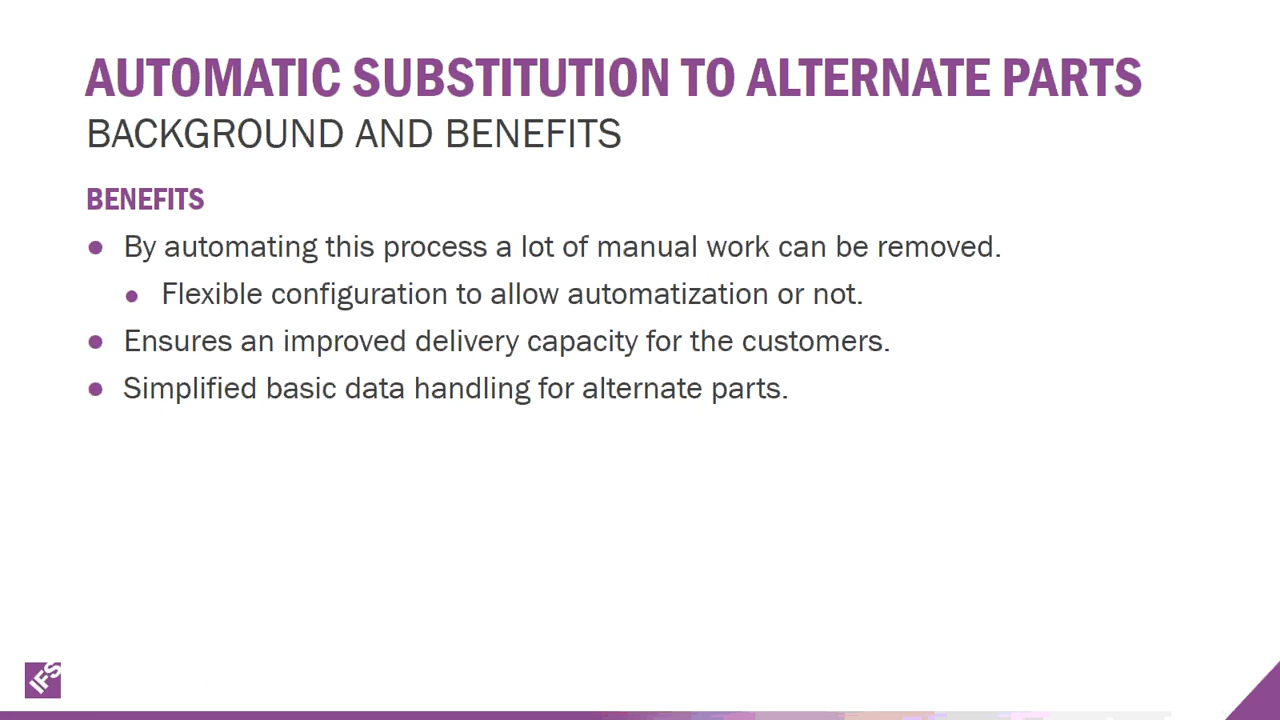 AUTOMATIC SUBSTITUTION TO ALTERNATE PARTS
BACKGROUND AND BENEFITS
BENEFITS
By automating this process a lot of manual work can be removed.
Flexible configuration to allow automatization or not.
Ensures an improved delivery capacity for the customers.
Simplified basic data handling for alternate parts.
IFS